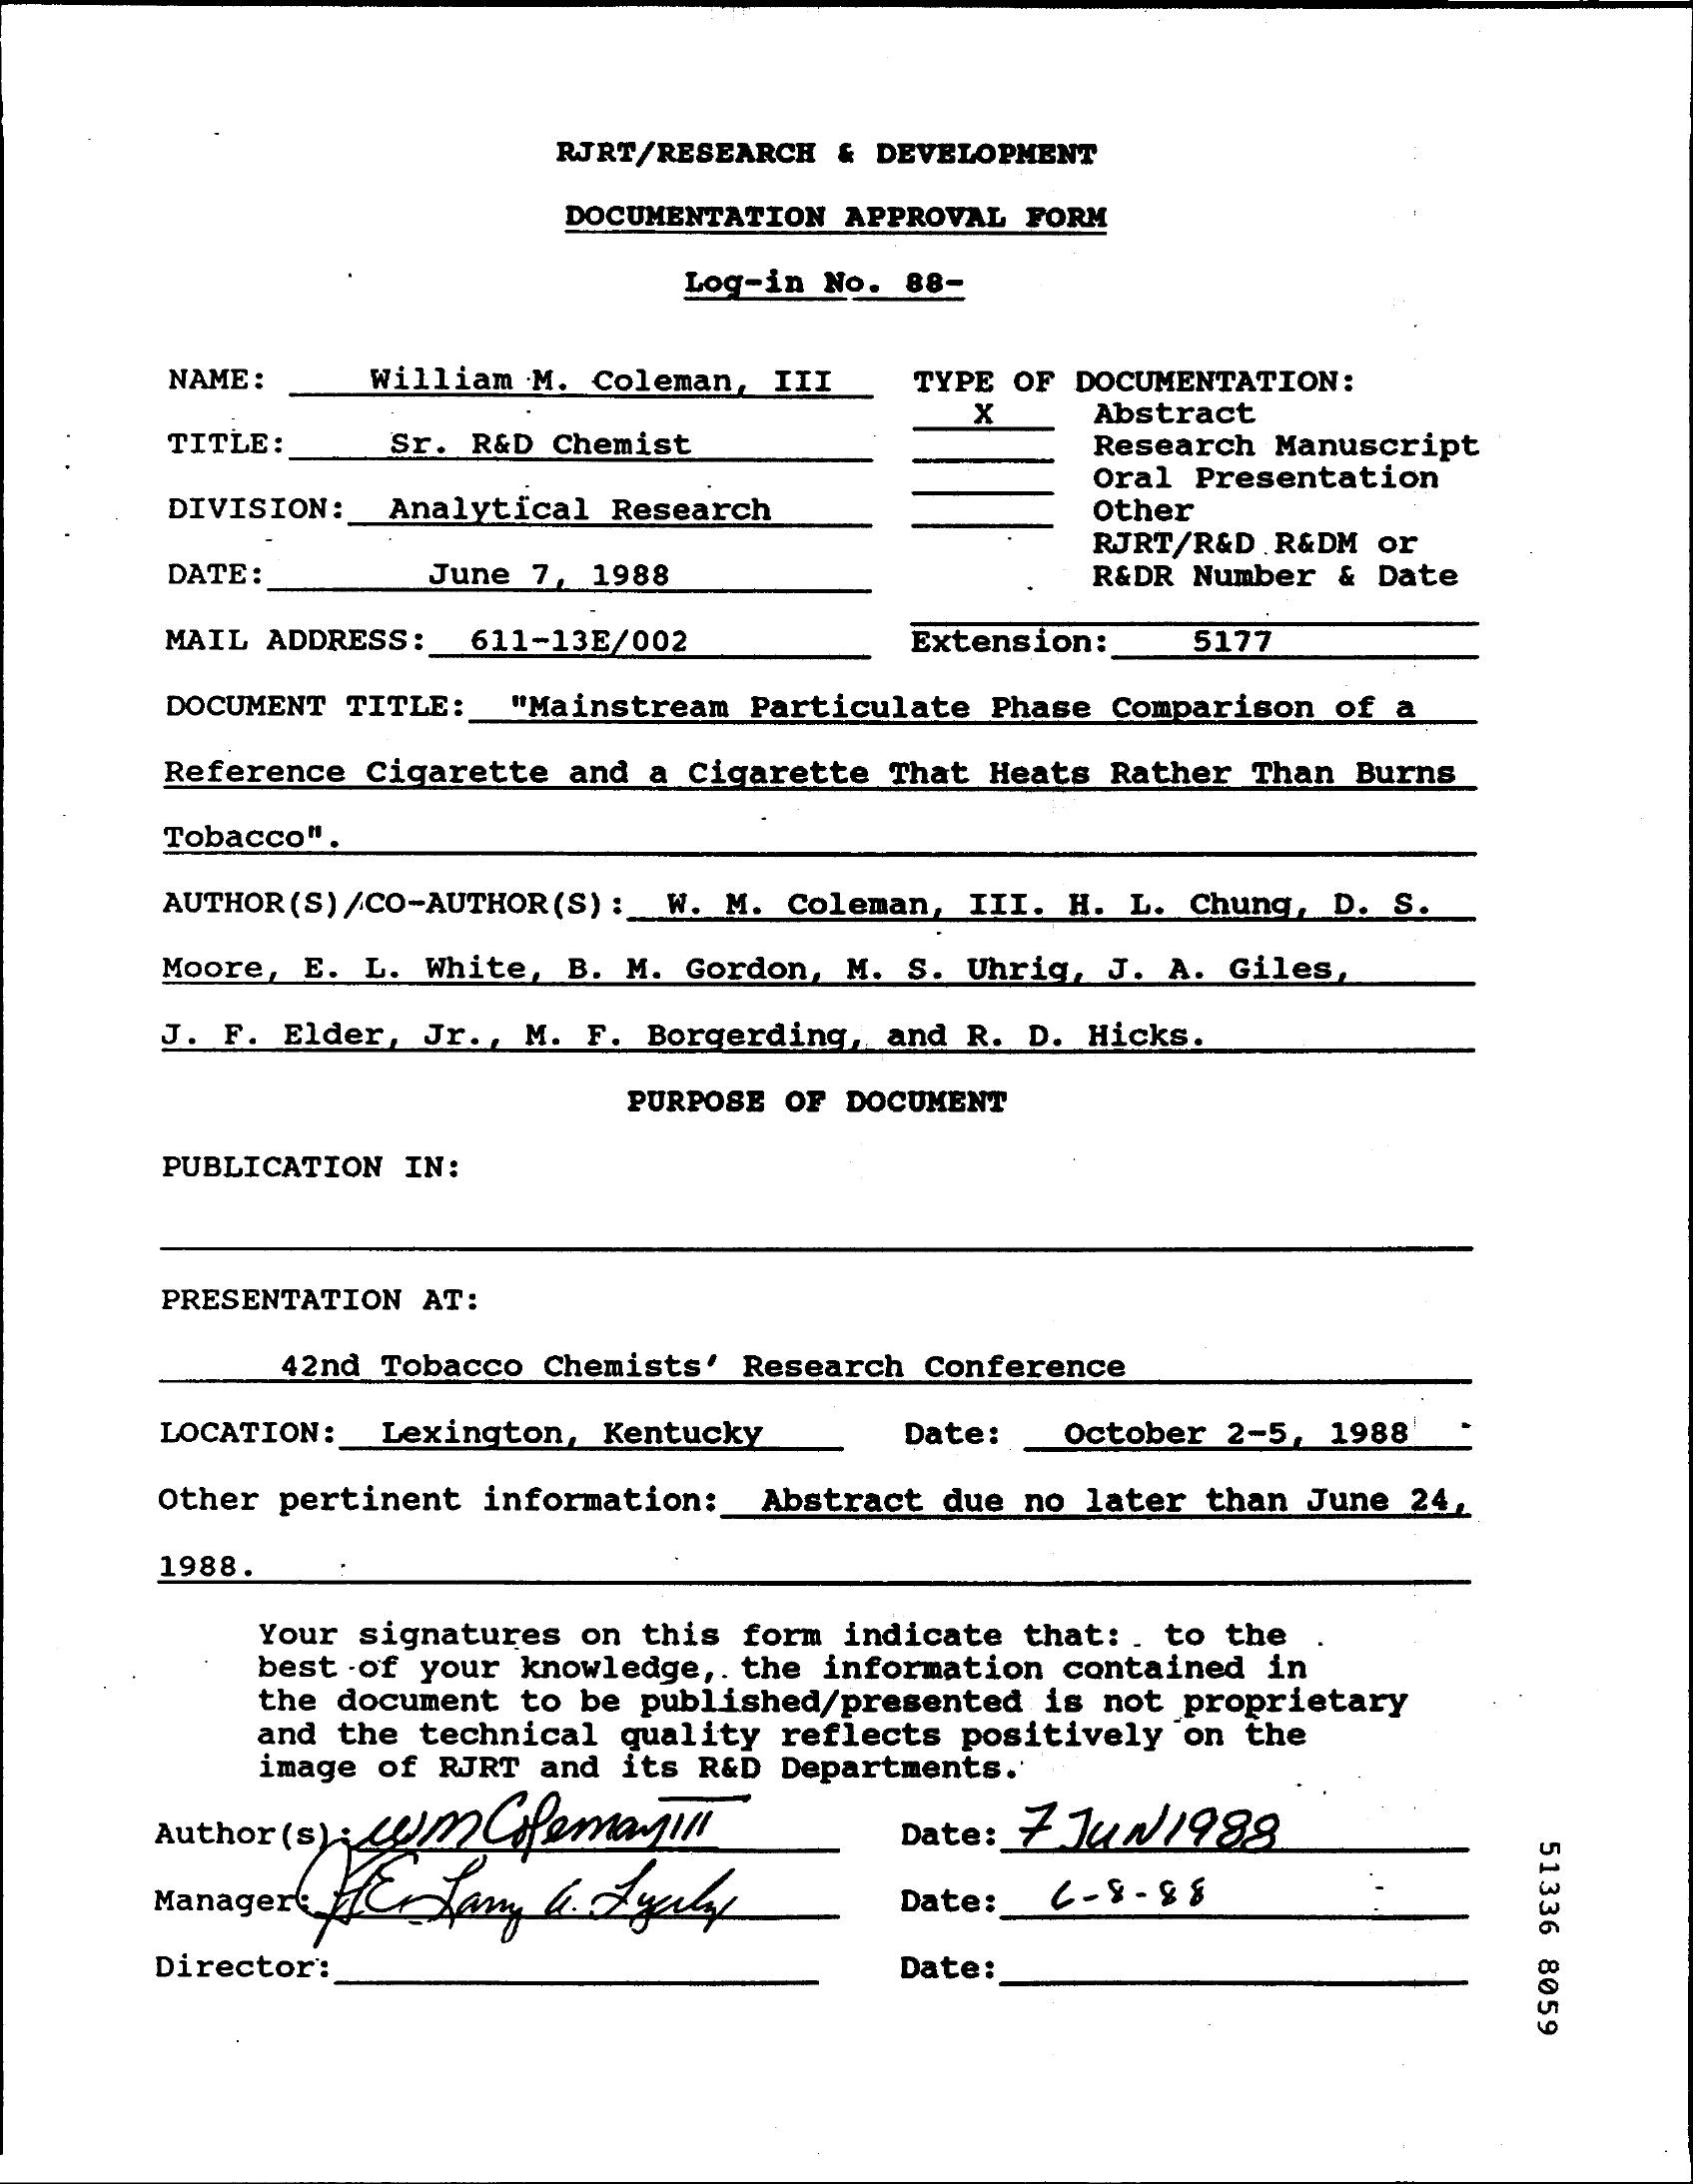 RJRT/RESEARCH & DEVELOPMENT
DOCUMENTATION APPROVAL FORM
Log-in No. 88-
NAME: William M. Coleman, III
TITLE: Sr. R&D Chemist
DIVISION: Analytical Research
DATE: June 7, 1988
TYPE OF DOCUMENTATION:
X Abstract
Research Manuscript
Oral Presentation
Other
RJRT/R&D R&DM or
R&DR Number & Date
MAIL ADDRESS: 611-13E/002 Extension: 5177
DOCUMENT TITLE: "Mainstream Particulate Phase Comparison of a
Reference Cigarette and a Cigarette That Heats Rather Than Burns
Tobacco".
AUTHOR(S)/CO-AUTHOR(S): W. M. Coleman, III. H. L. Chung, D. S.
Moore, E. L. White, B. M. Gordon, M. S. Uhrig, J. A. Giles,
J. F. Elder, Jr., M. F. Borgerding, and R. D. Hicks.
PURPOSE OF DOCUMENT
PUBLICATION IN:
PRESENTATION AT:
42nd Tobacco Chemists' Research Conference
LOCATION: Lexington, Kentucky Date: October 2-5, 1988
Other pertinent information: Abstract due no later than June 24,
1988.
Your signatures on this form indicate that: to the
best of your knowledge, the information contained in
the document to be published/presented is not proprietary
and the technical quality reflects positively on the
image of RJRT and its R&D Departments.
Author(s): WM Coleman III Date: 7 JUN 1988
Manager: Larry Date: 6-8-88
Director: Date:
51336 8059